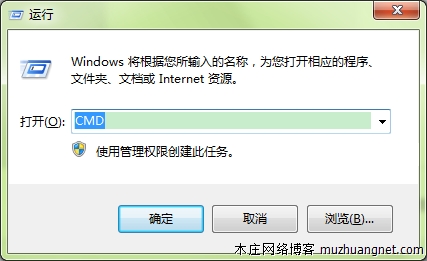 运行
Windows 将根据您所输入的名称，为您打开相应的程序、
文件夹、文档或 Internet 资源。
打开(O): CMD
使用管理权限创建此任务。
确定 取消 浏览(B)...
本庄网络博客 muzhuangnet.com